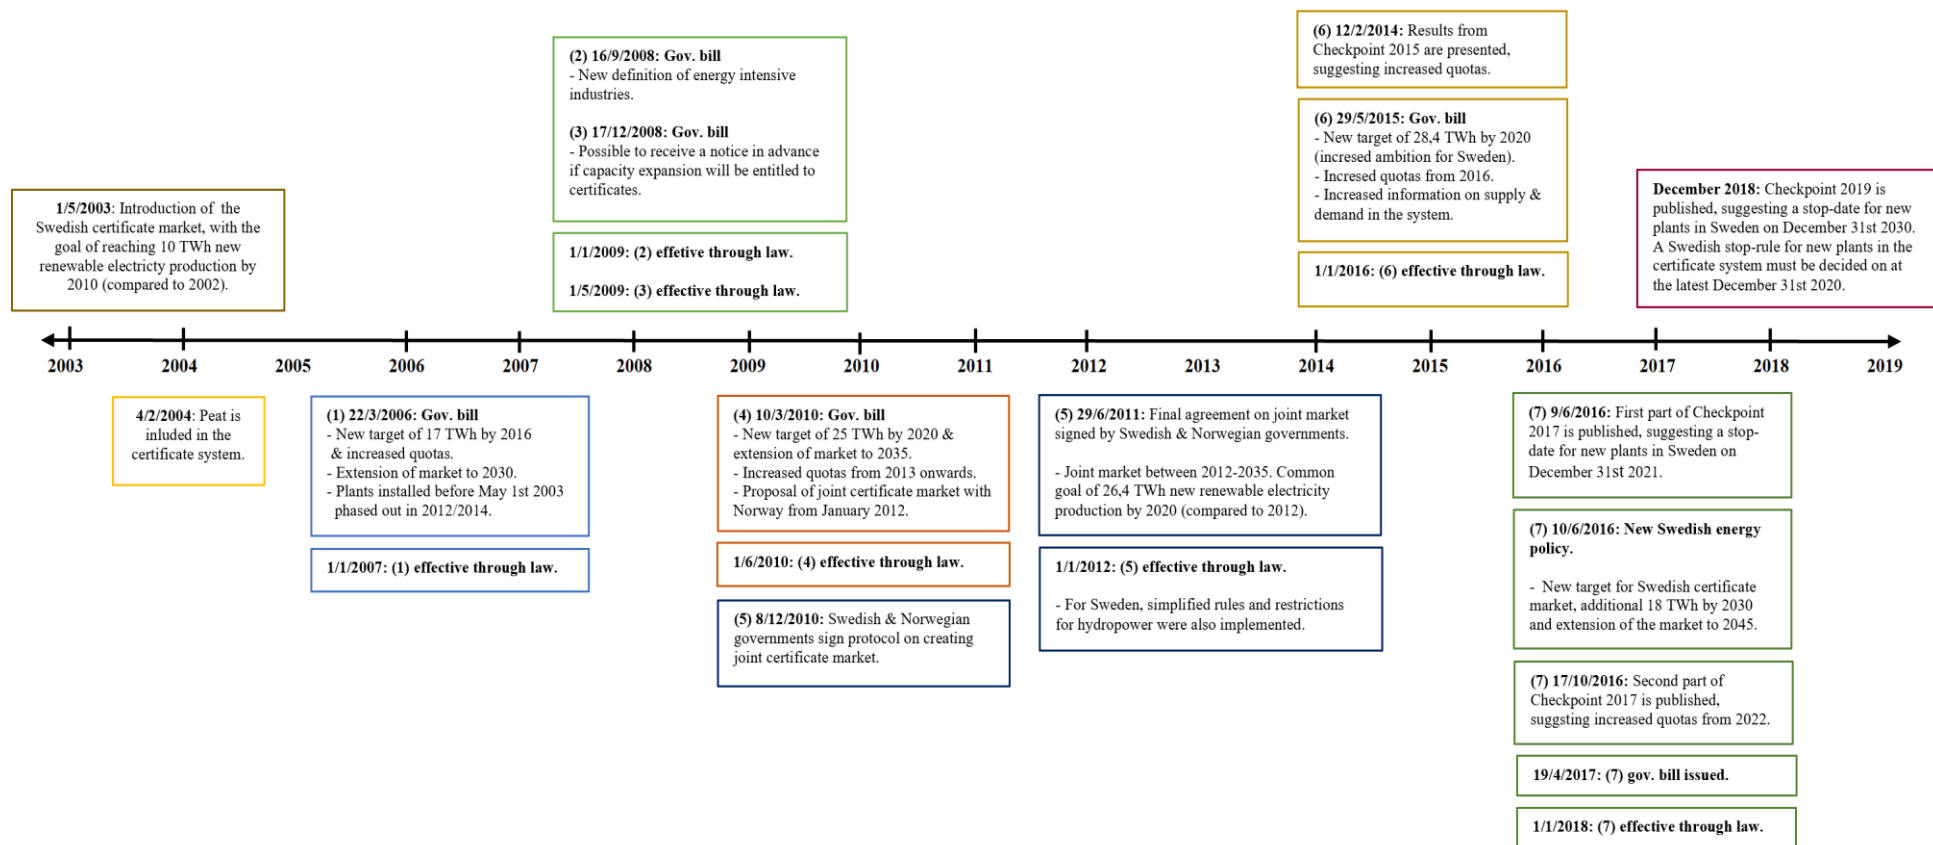 (2) 16/9/2008: Gov. bill
- New definition of energy intensive
industries.
(3) 17/12/2008: Gov. bill
- Possible to receive a notice in advance
if capacity expansion will be entitled to
certificates.
1/1/2009: (2) effetive through law.
1/5/2009: (3) effective through law.
(6) 12/2/2014: Results from
Checkpoint 2015 are presented,
suggesting increased quotas.
(6) 29/5/2015: Gov. bill
- New target of 28,4 TWh by 2020
(incresed ambition for Sweden).
- Incresed quotas from 2016.
- Increased information on supply &
demand in the system.
1/1/2016: (6) effective through law.
1/5/2003: Introduction of the
Swedish certificate market, with the
goal of reaching 10 TWh new
renewable electricty production by
2010 (compared to 2002).
December 2018: Checkpoint 2019 is
published, suggesting a stop-date for new
plants in Sweden on December 31st 2030.
A Swedish stop-rule for new plants in the
certificate system must be decided on at
the latest December 31st 2020.
2003 2004 2005 2006 2007 2008 2009 2010 2011 2012 2013 2014 2015 2016 2017 2018 2019
4/2/2004: Peat is
inluded in the
certificate system.
(1) 22/3/2006: Gov. bill
- New target of 17 TWh by 2016
& increased quotas.
- Extension of market to 2030.
- Plants installed before May 1st 2003
phased out in 2012/2014.
1/1/2007: (1) effective through law.
(4) 10/3/2010: Gov. bill
- New target of 25 TWh by 2020 &
extension of market to 2035.
- Increased quotas from 2013 onwards.
- Proposal of joint certificate market with
Norway from January 2012.
1/6/2010: (4) effective through law.
(5) 8/12/2010: Swedish & Norwegian
governments sign protocol on creating
joint certificate market.
(5) 29/6/2011: Final agreement on joint market
signed by Swedish & Norwegian governments.
- Joint market between 2012-2035. Common
goal of 26,4 TWh new renewable electricity
production by 2020 (compared to 2012).
1/1/2012: (5) effective through law.
- For Sweden, simplified rules and restrictions
for hydropower were also implemented.
(7) 9/6/2016: First part of Checkpoint
2017 is published, suggesting a stop-
date for new plants in Sweden on
December 31st 2021.
(7) 10/6/2016: New Swedish energy
policy.
- New target for Swedish certificate
market, additional 18 TWh by 2030
and extension of the market to 2045.
(7) 17/10/2016: Second part of
Checkpoint 2017 is published,
suggsting increased quotas from 2022.
19/4/2017: (7) gov. bill issued.
1/1/2018: (7) effective through law.